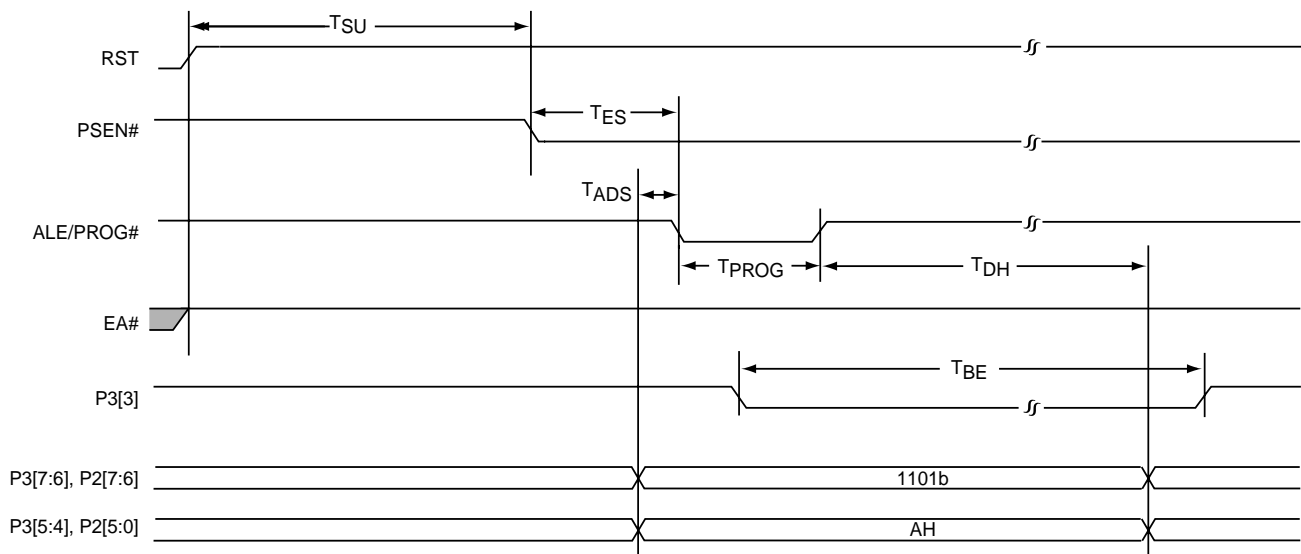 TSU
RST
TES
PSEN#
TADS
ALE/PROG#
TPROG
TDH
EA#
TBE
P3[3]
P3[7:6], P2[7:6]
1101b
P3[5:4], P2[5:0]
AH